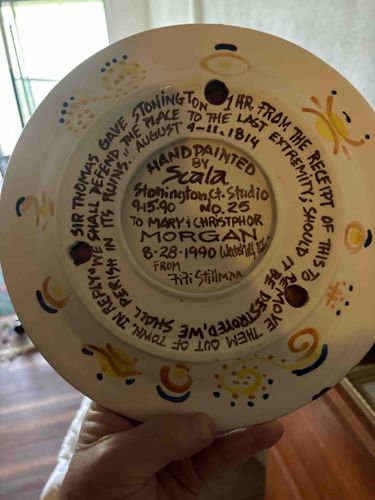 SIR THOMAS GAVE STONINGTON 1 HR. FROM THE RECEIPT OF THIS TO REMOVE THEM OUT OF TOWN. IN REPLY
"WE SHALL DEFEND THE PLACE TO THE LAST EXTREMITY; SHOULD IT BE DESTROYED, WE SHALL PERISH IN ITS RUINS." AUGUST 9-11-1814
HANDPAINTED
BY
Scala
Stonington, Ct. Studio
9-15-90 NO. 25
TO MARY & CHRISTPHOR
MORGAN
8-28-1990
FROM
FiFi Stillman